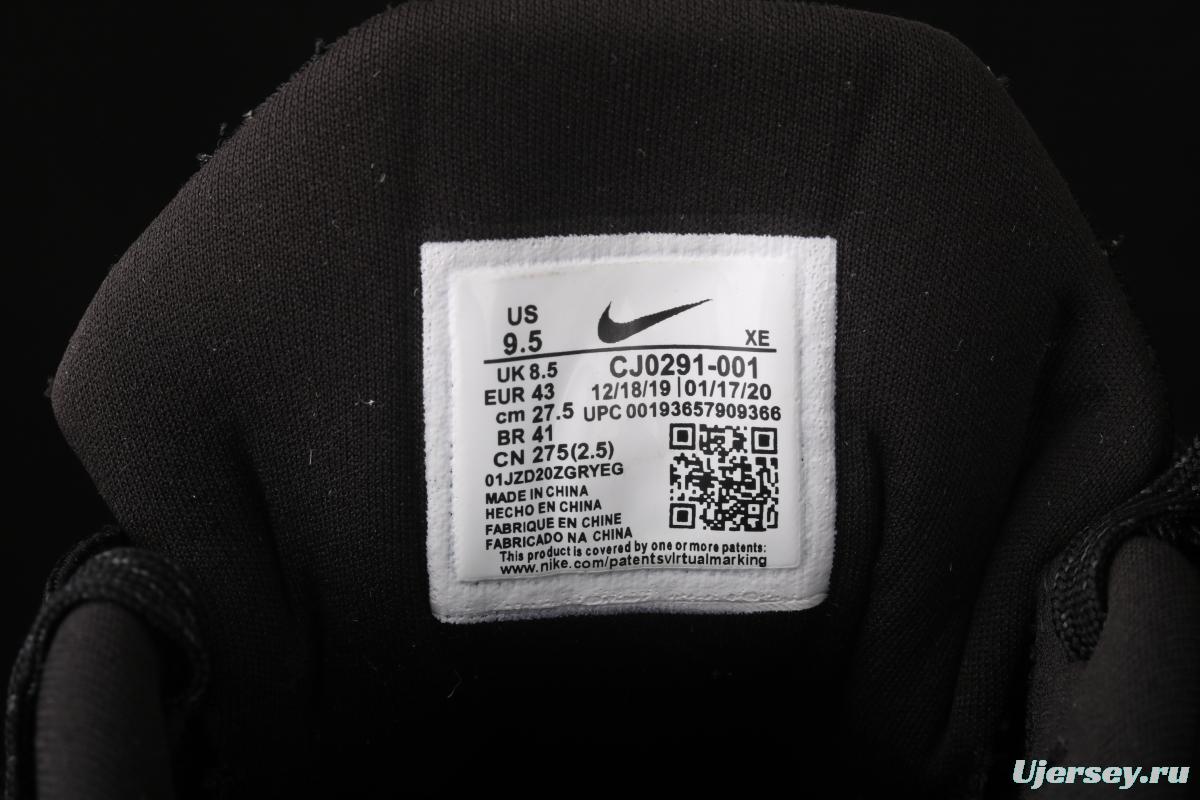 US
9.5
XE
UK 8.5
EUR 43
cm 27.5
BR 41
CN 275(2.5)
CJ0291-001
12/18/19 | 01/17/20
UPC 00193657909366
01JZD20ZGRYEG
MADE IN CHINA
HECHO EN CHINA
FABRIQUE EN CHINE
FABRICADO NA CHINA
This product is covered by one or more patents:
www.nike.com/patentsvirtualmarking
Ujersey.ru